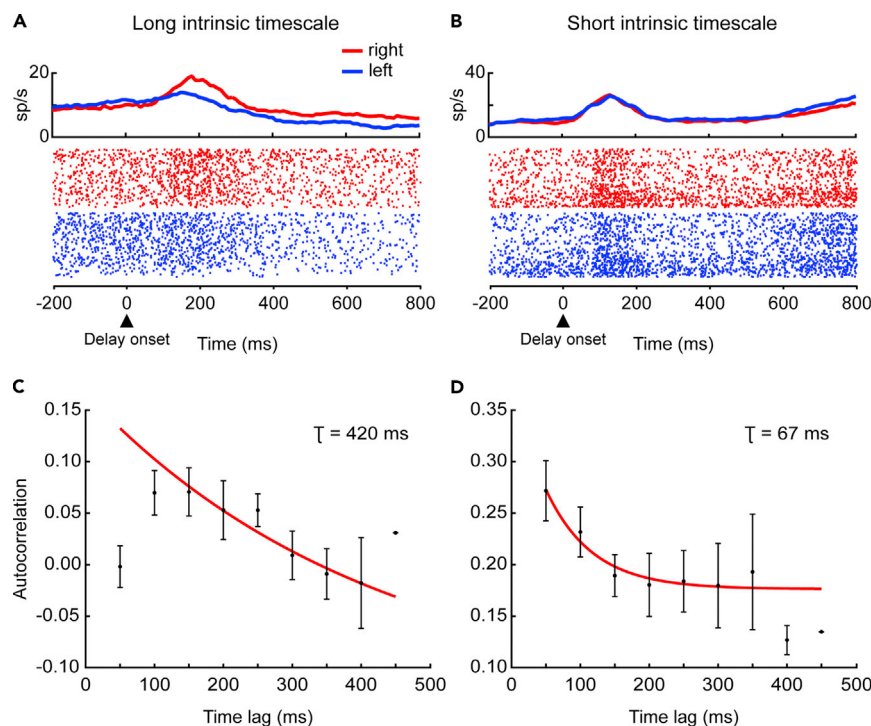 A Long intrinsic timescale
right
left
20
sp/s
0
-200 0 200 400 600 800
Delay onset
Time (ms)
B Short intrinsic timescale
sp/s
40
0
-200 0 200 400 600 800
Delay onset
Time (ms)
C
0.15
τ = 420 ms
0.10
0.05
Autocorrelation
0.00
-0.05
-0.10
0 100 200 300 400 500
Time lag (ms)
D
0.35
τ = 67 ms
0.30
0.25
0.20
0.15
0.10
0 100 200 300 400 500
Time lag (ms)